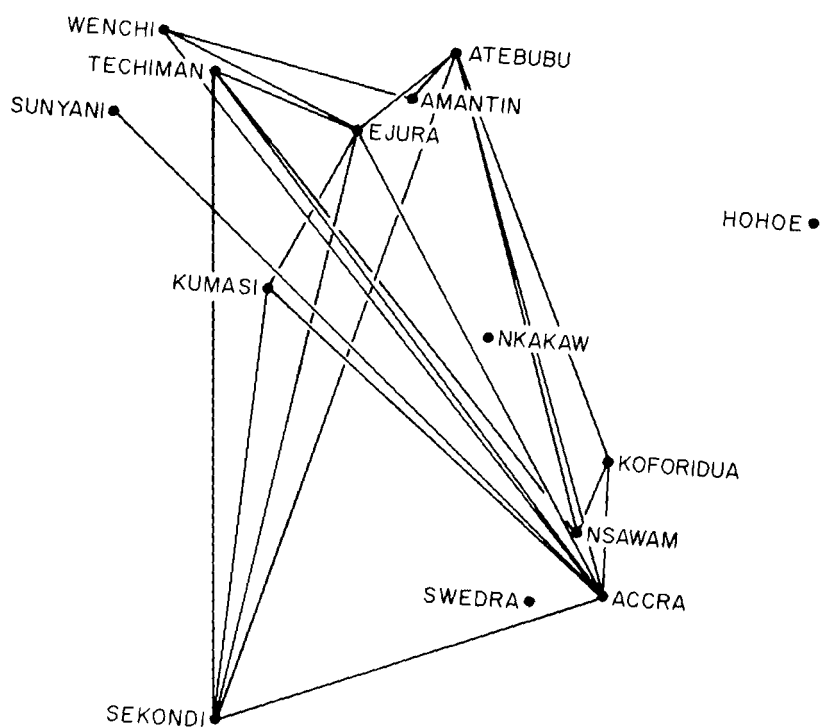 WENCHI
ATEBUBU
TECHIMAN
AMANTIN
SUNYANI
EJURA
HOHOE
KUMASI
NKAKAW
KOFORIDUA
NSAWAM
SWEDRA
ACCRA
SEKONDI